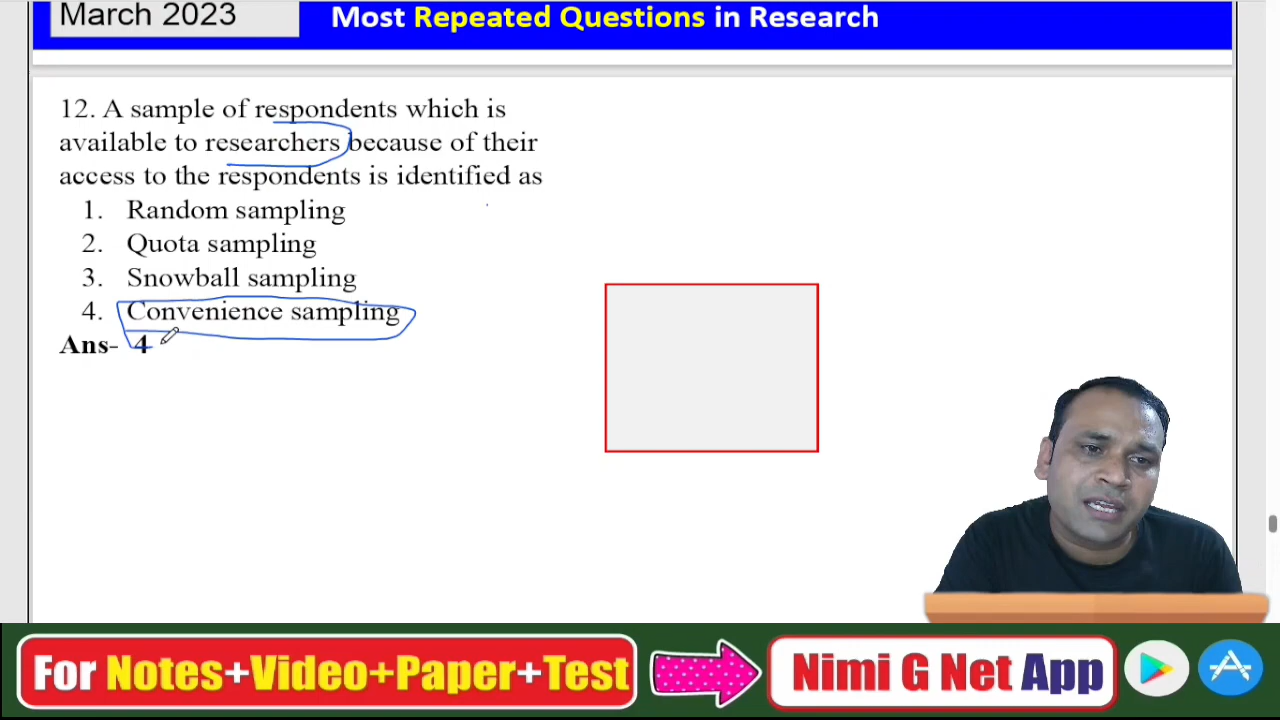 March 2023
Most Repeated Questions in Research
12. A sample of respondents which is
available to researchers because of their
access to the respondents is identified as
1. Random sampling
2. Quota sampling
3. Snowball sampling
4. Convenience sampling
Ans- 4
For Notes+Video+Paper+Test
Nimi G Net App